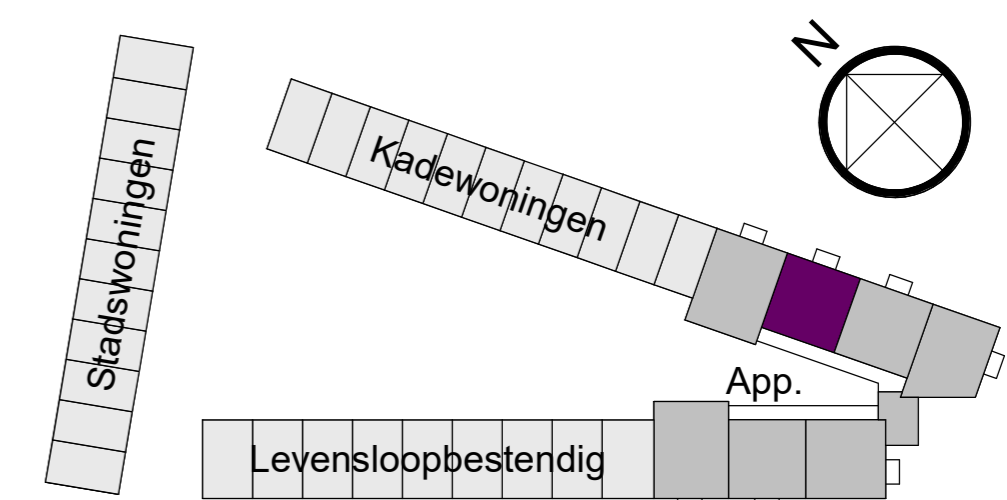 N
Kadewoningen
Stadswoningen
App.
Levensloopbestendig